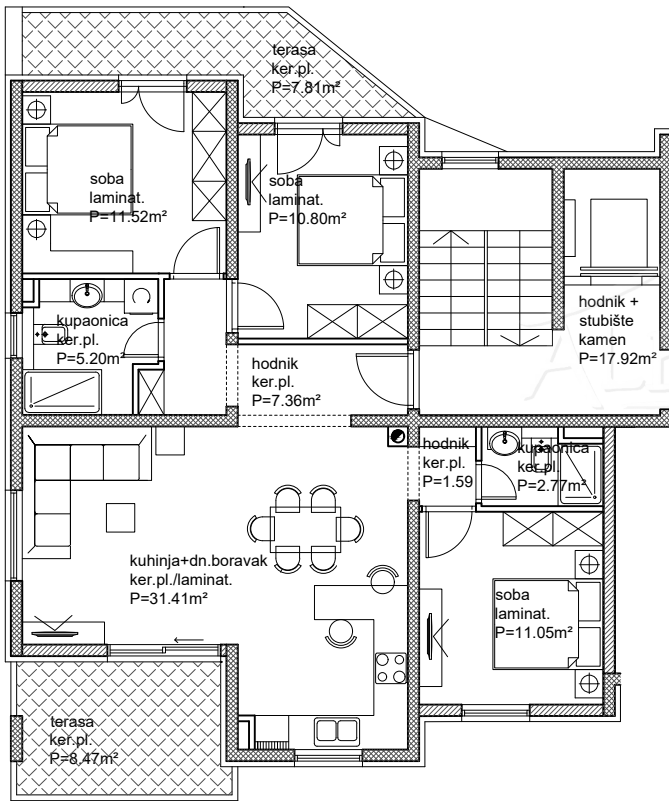 terasa
ker.pl.
P=7.81m²
soba
laminat.
P=11.52m²
soba
laminat.
P=10.80m²
kupaonica
ker.pl.
P=5.20m²
hodnik
ker.pl.
P=7.36m²
hodnik +
stubište
kamen
P=17.92m²
hodnik
ker.pl.
P=1.59
kupaonica
ker.pl.
P=2.77m²
kuhinja+dn.boravak
ker.pl./laminat.
P=31.41m²
soba
laminat.
P=11.05m²
terasa
ker.pl.
P=8.47m²